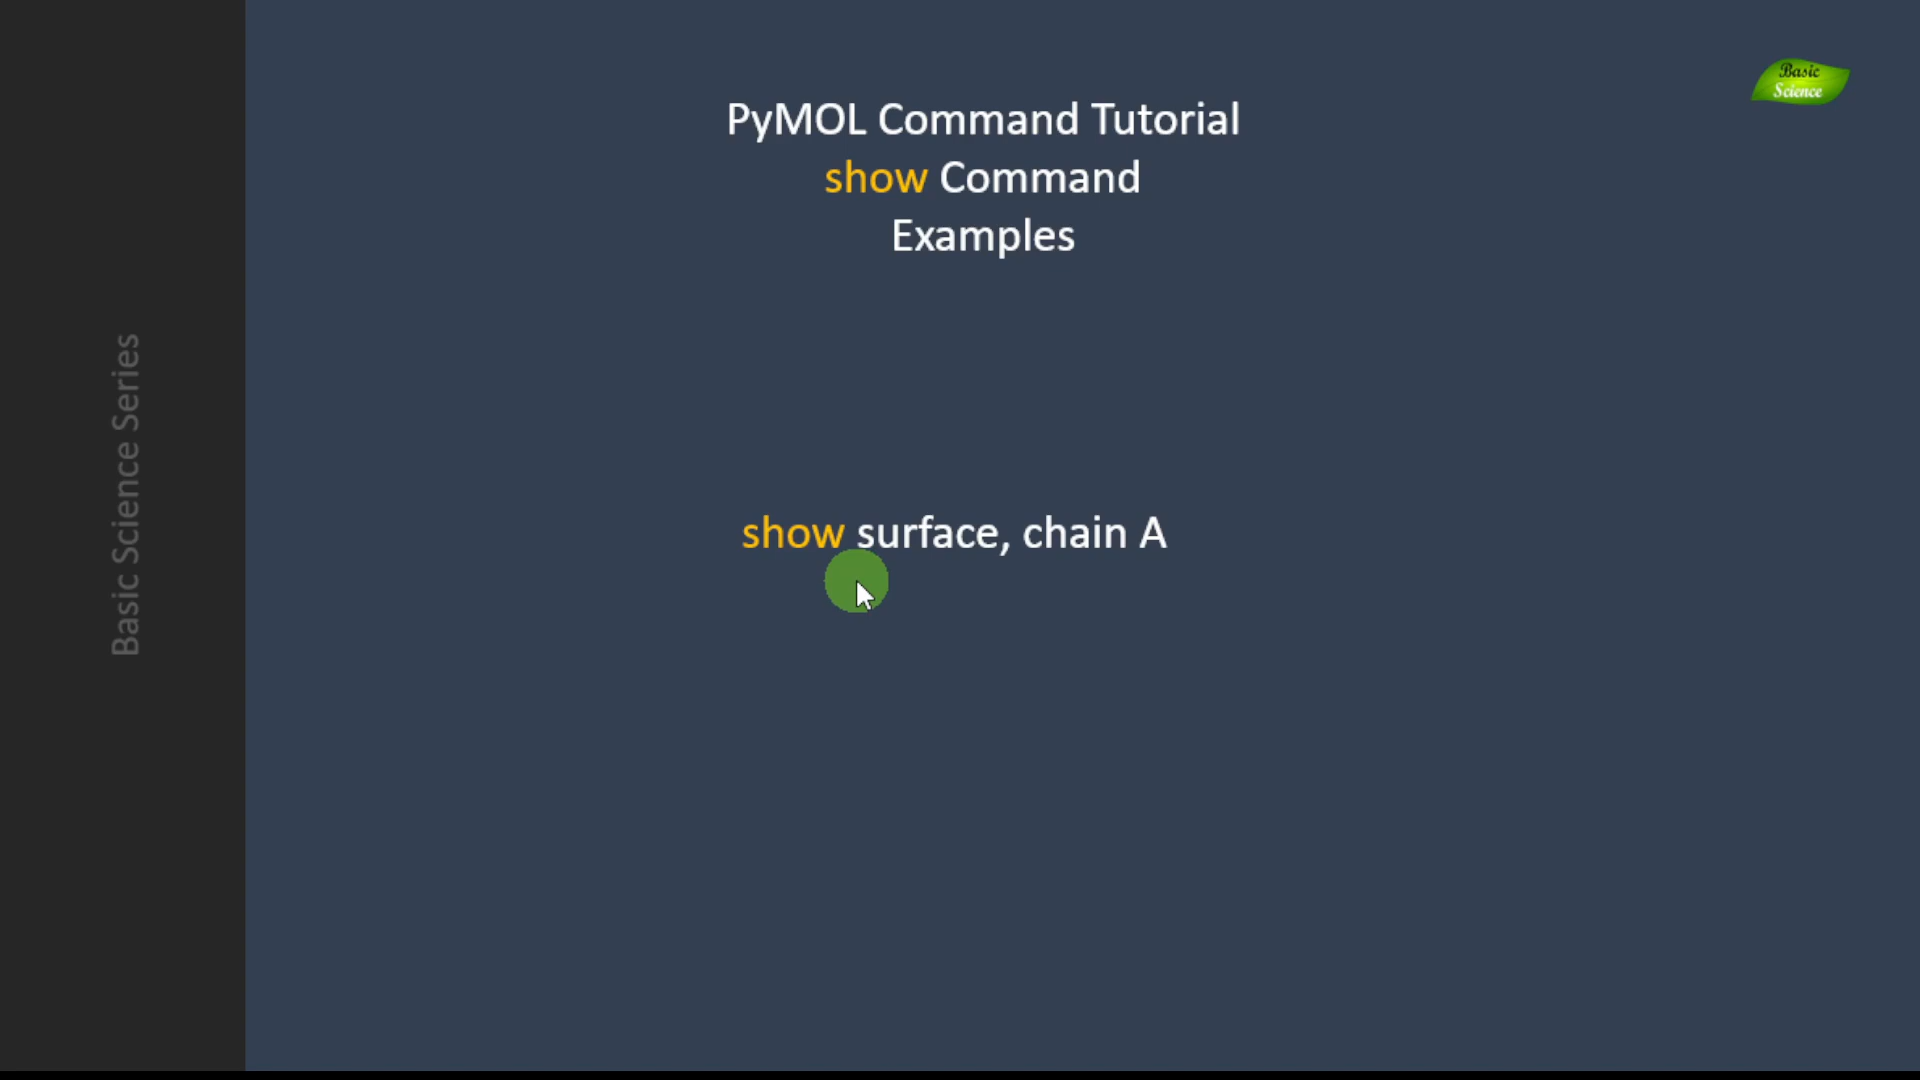 Basic
Science
PyMOL Command Tutorial
show Command
Examples
show surface, chain A
Basic Science Series